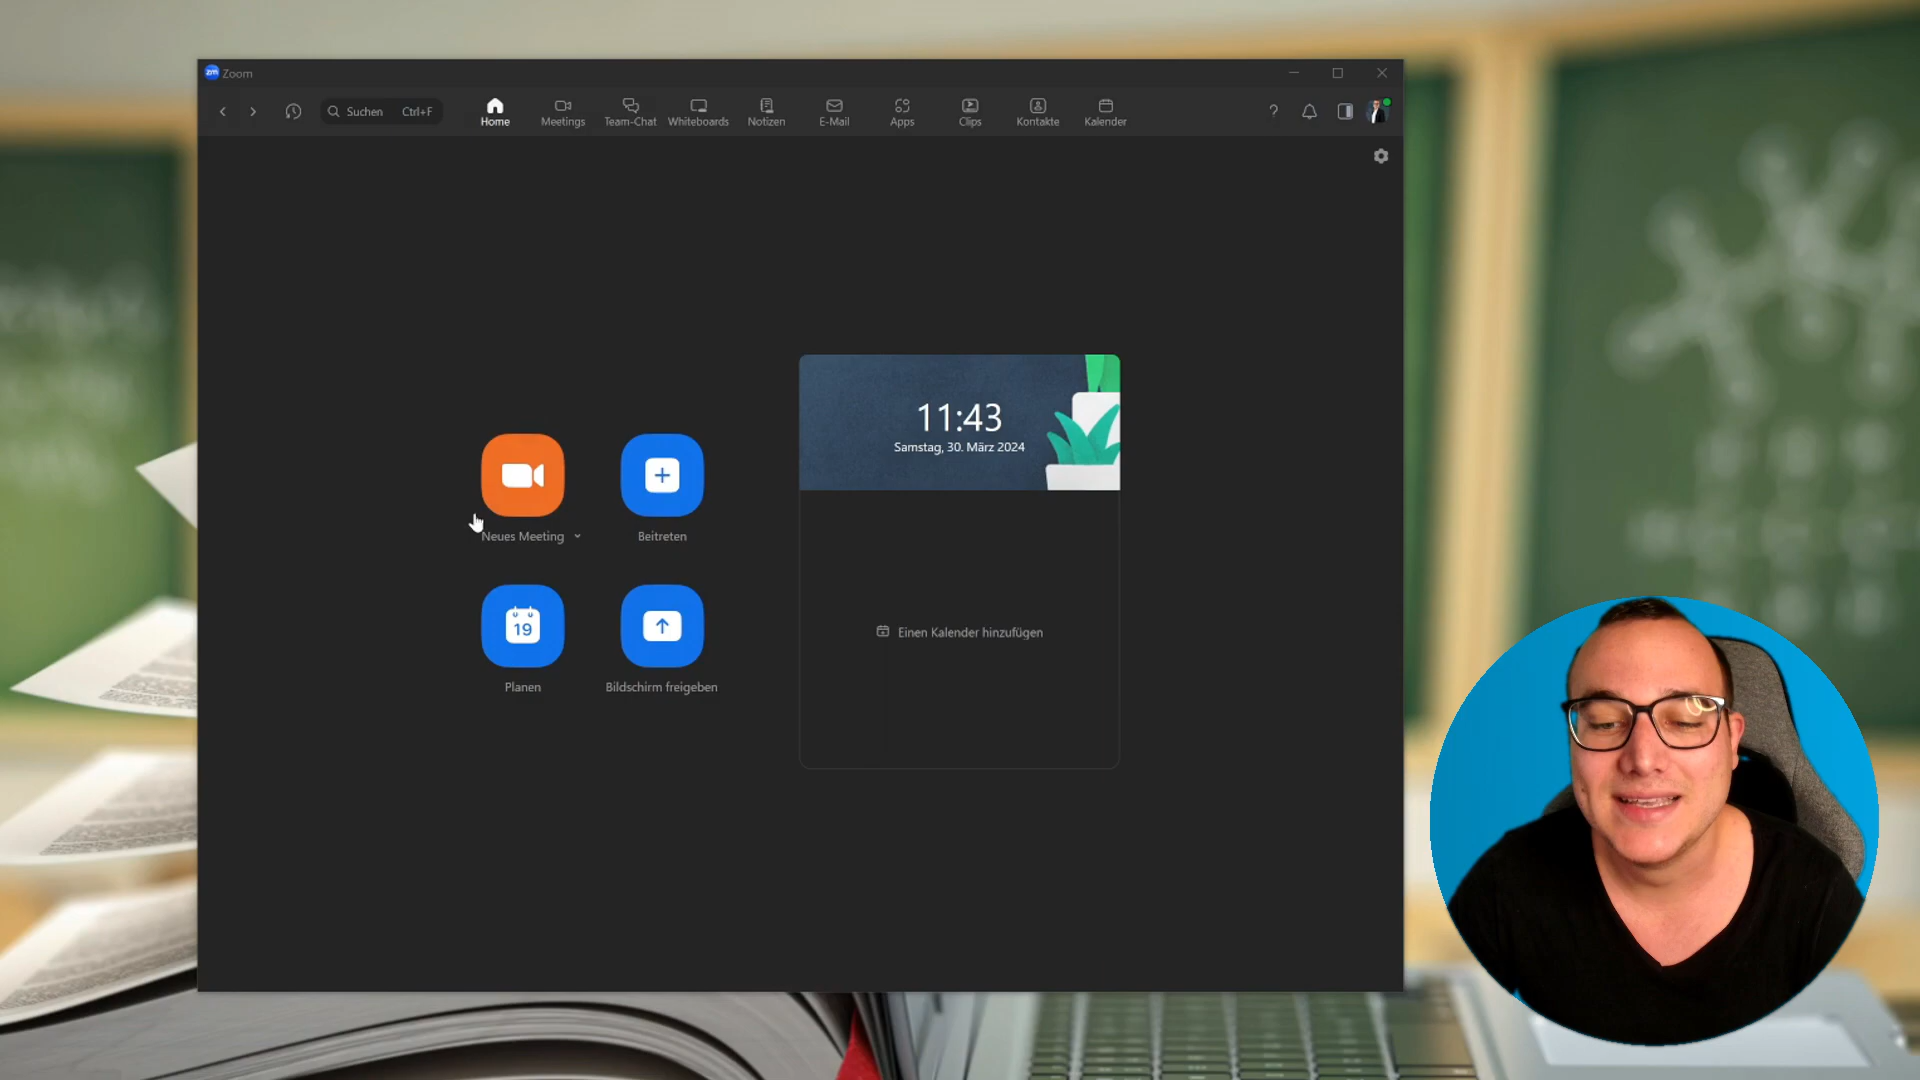 zm Zoom
Suchen Ctrl+F
Home Meetings Team-Chat Whiteboards Notizen E-Mail Apps Clips Kontakte Kalender
?
11:43
Samstag, 30. März 2024
Neues Meeting Beitreten
Einen Kalender hinzufügen
19
Planen Bildschirm freigeben